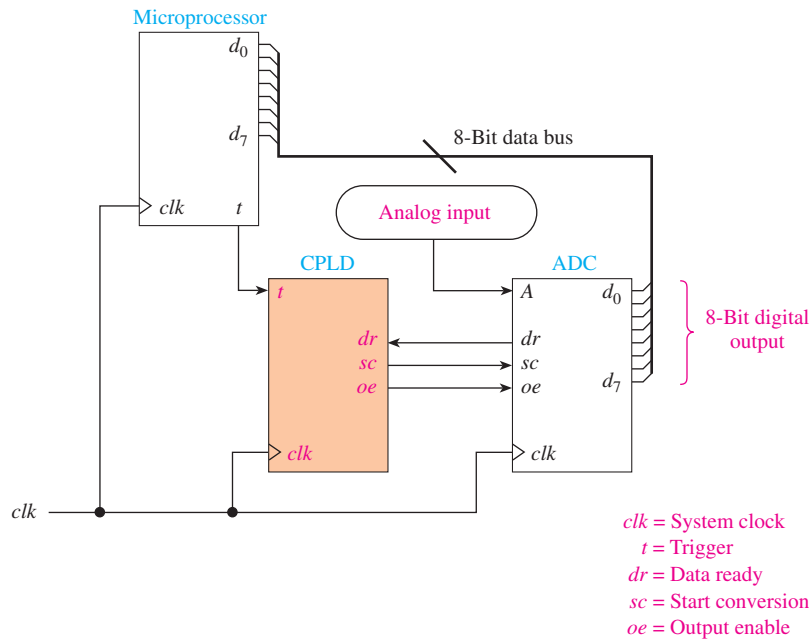 Microprocessor
d0
d7
clk
t
8-Bit data bus
Analog input
CPLD
t
dr
sc
oe
clk
ADC
A
d0
dr
sc
oe
d7
clk
8-Bit digital
output
clk
clk = System clock
t = Trigger
dr = Data ready
sc = Start conversion
oe = Output enable